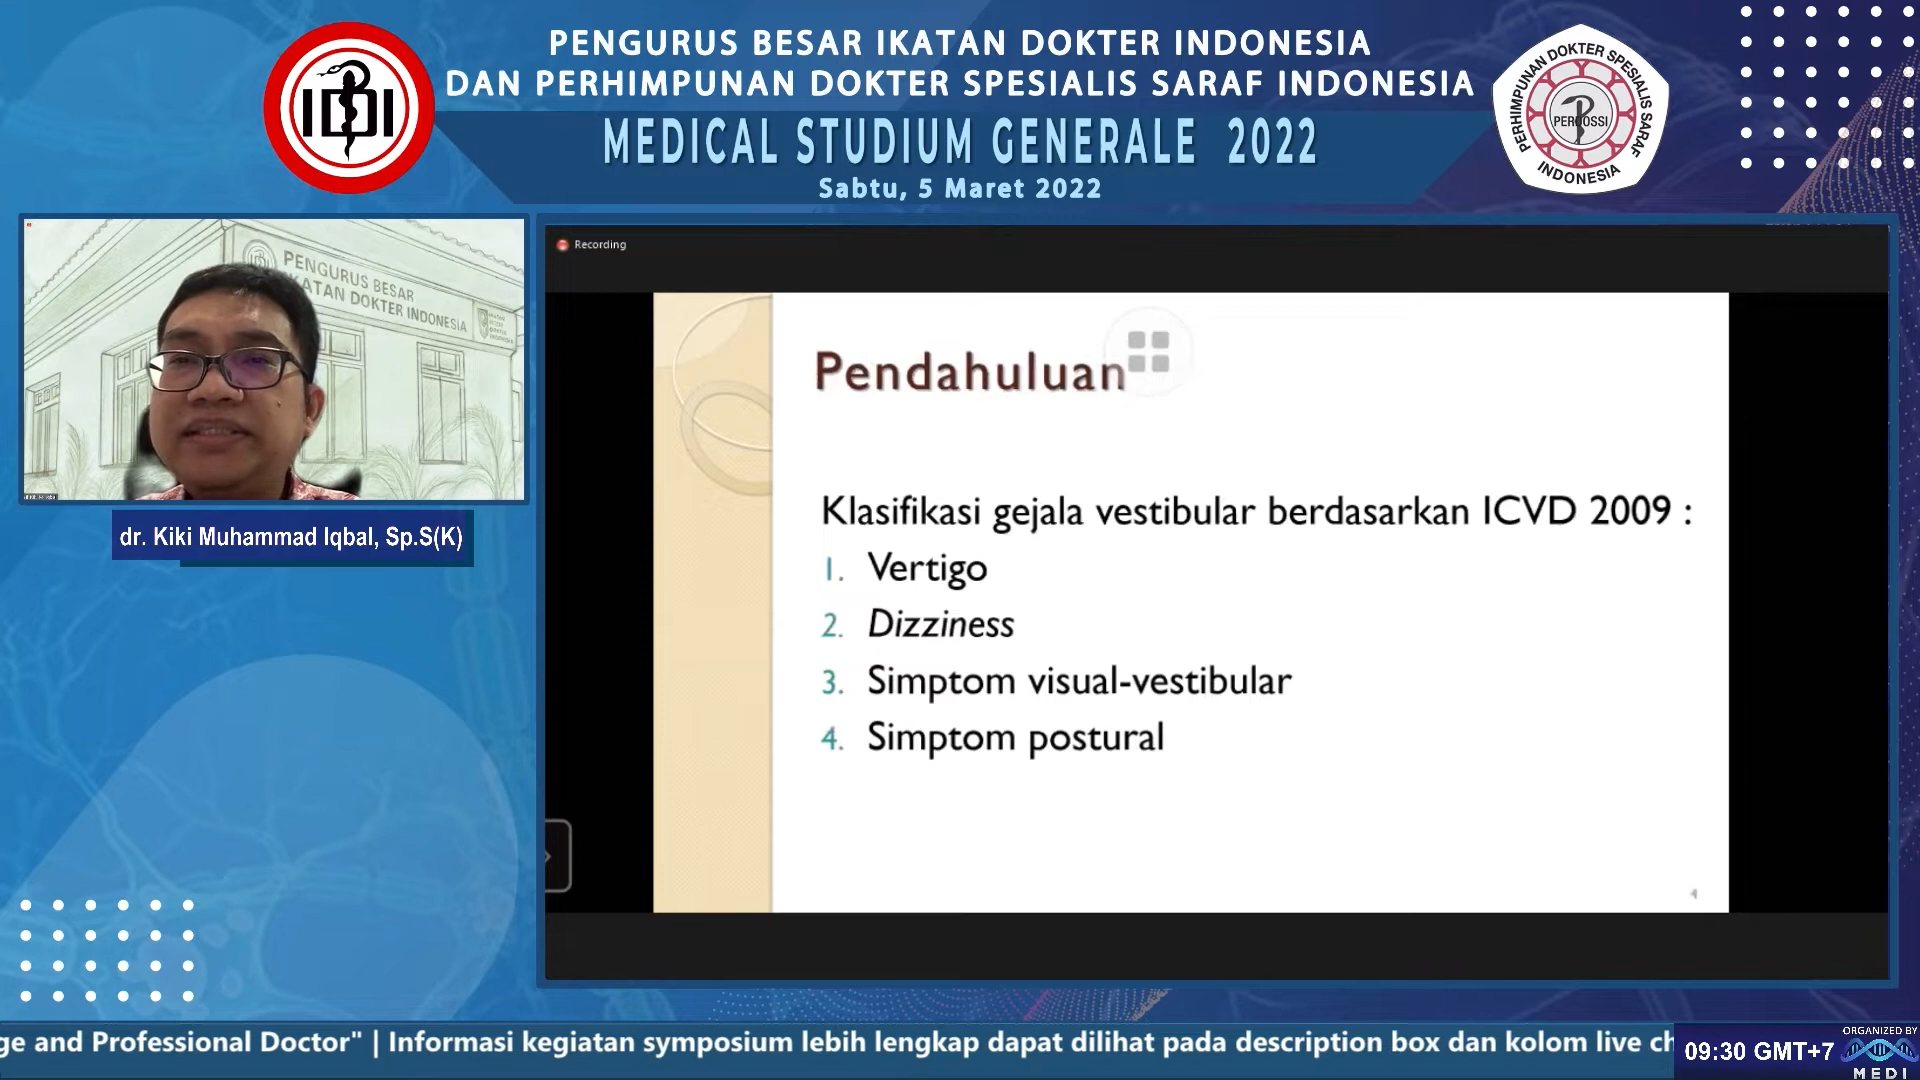 PENGURUS BESAR IKATAN DOKTER INDONESIA
DAN PERHIMPUNAN DOKTER SPESIALIS SARAF INDONESIA
MEDICAL STUDIUM GENERALE 2022
Sabtu, 5 Maret 2022
IDI
PERHIMPUNAN DOKTER SPESIALIS SARAF
PERDOSSI
INDONESIA
PENGURUS BESAR
IKATAN DOKTER INDONESIA
dr. Kiki Muhammad Iqbal, Sp.S(K)
Recording
Pendahuluan
Klasifikasi gejala vestibular berdasarkan ICVD 2009 :
1. Vertigo
2. Dizziness
3. Simptom visual-vestibular
4. Simptom postural
4
ge and Professional Doctor" | Informasi kegiatan symposium lebih lengkap dapat dilihat pada description box dan kolom live ch
09:30 GMT+7
ORGANIZED BY
MEDI